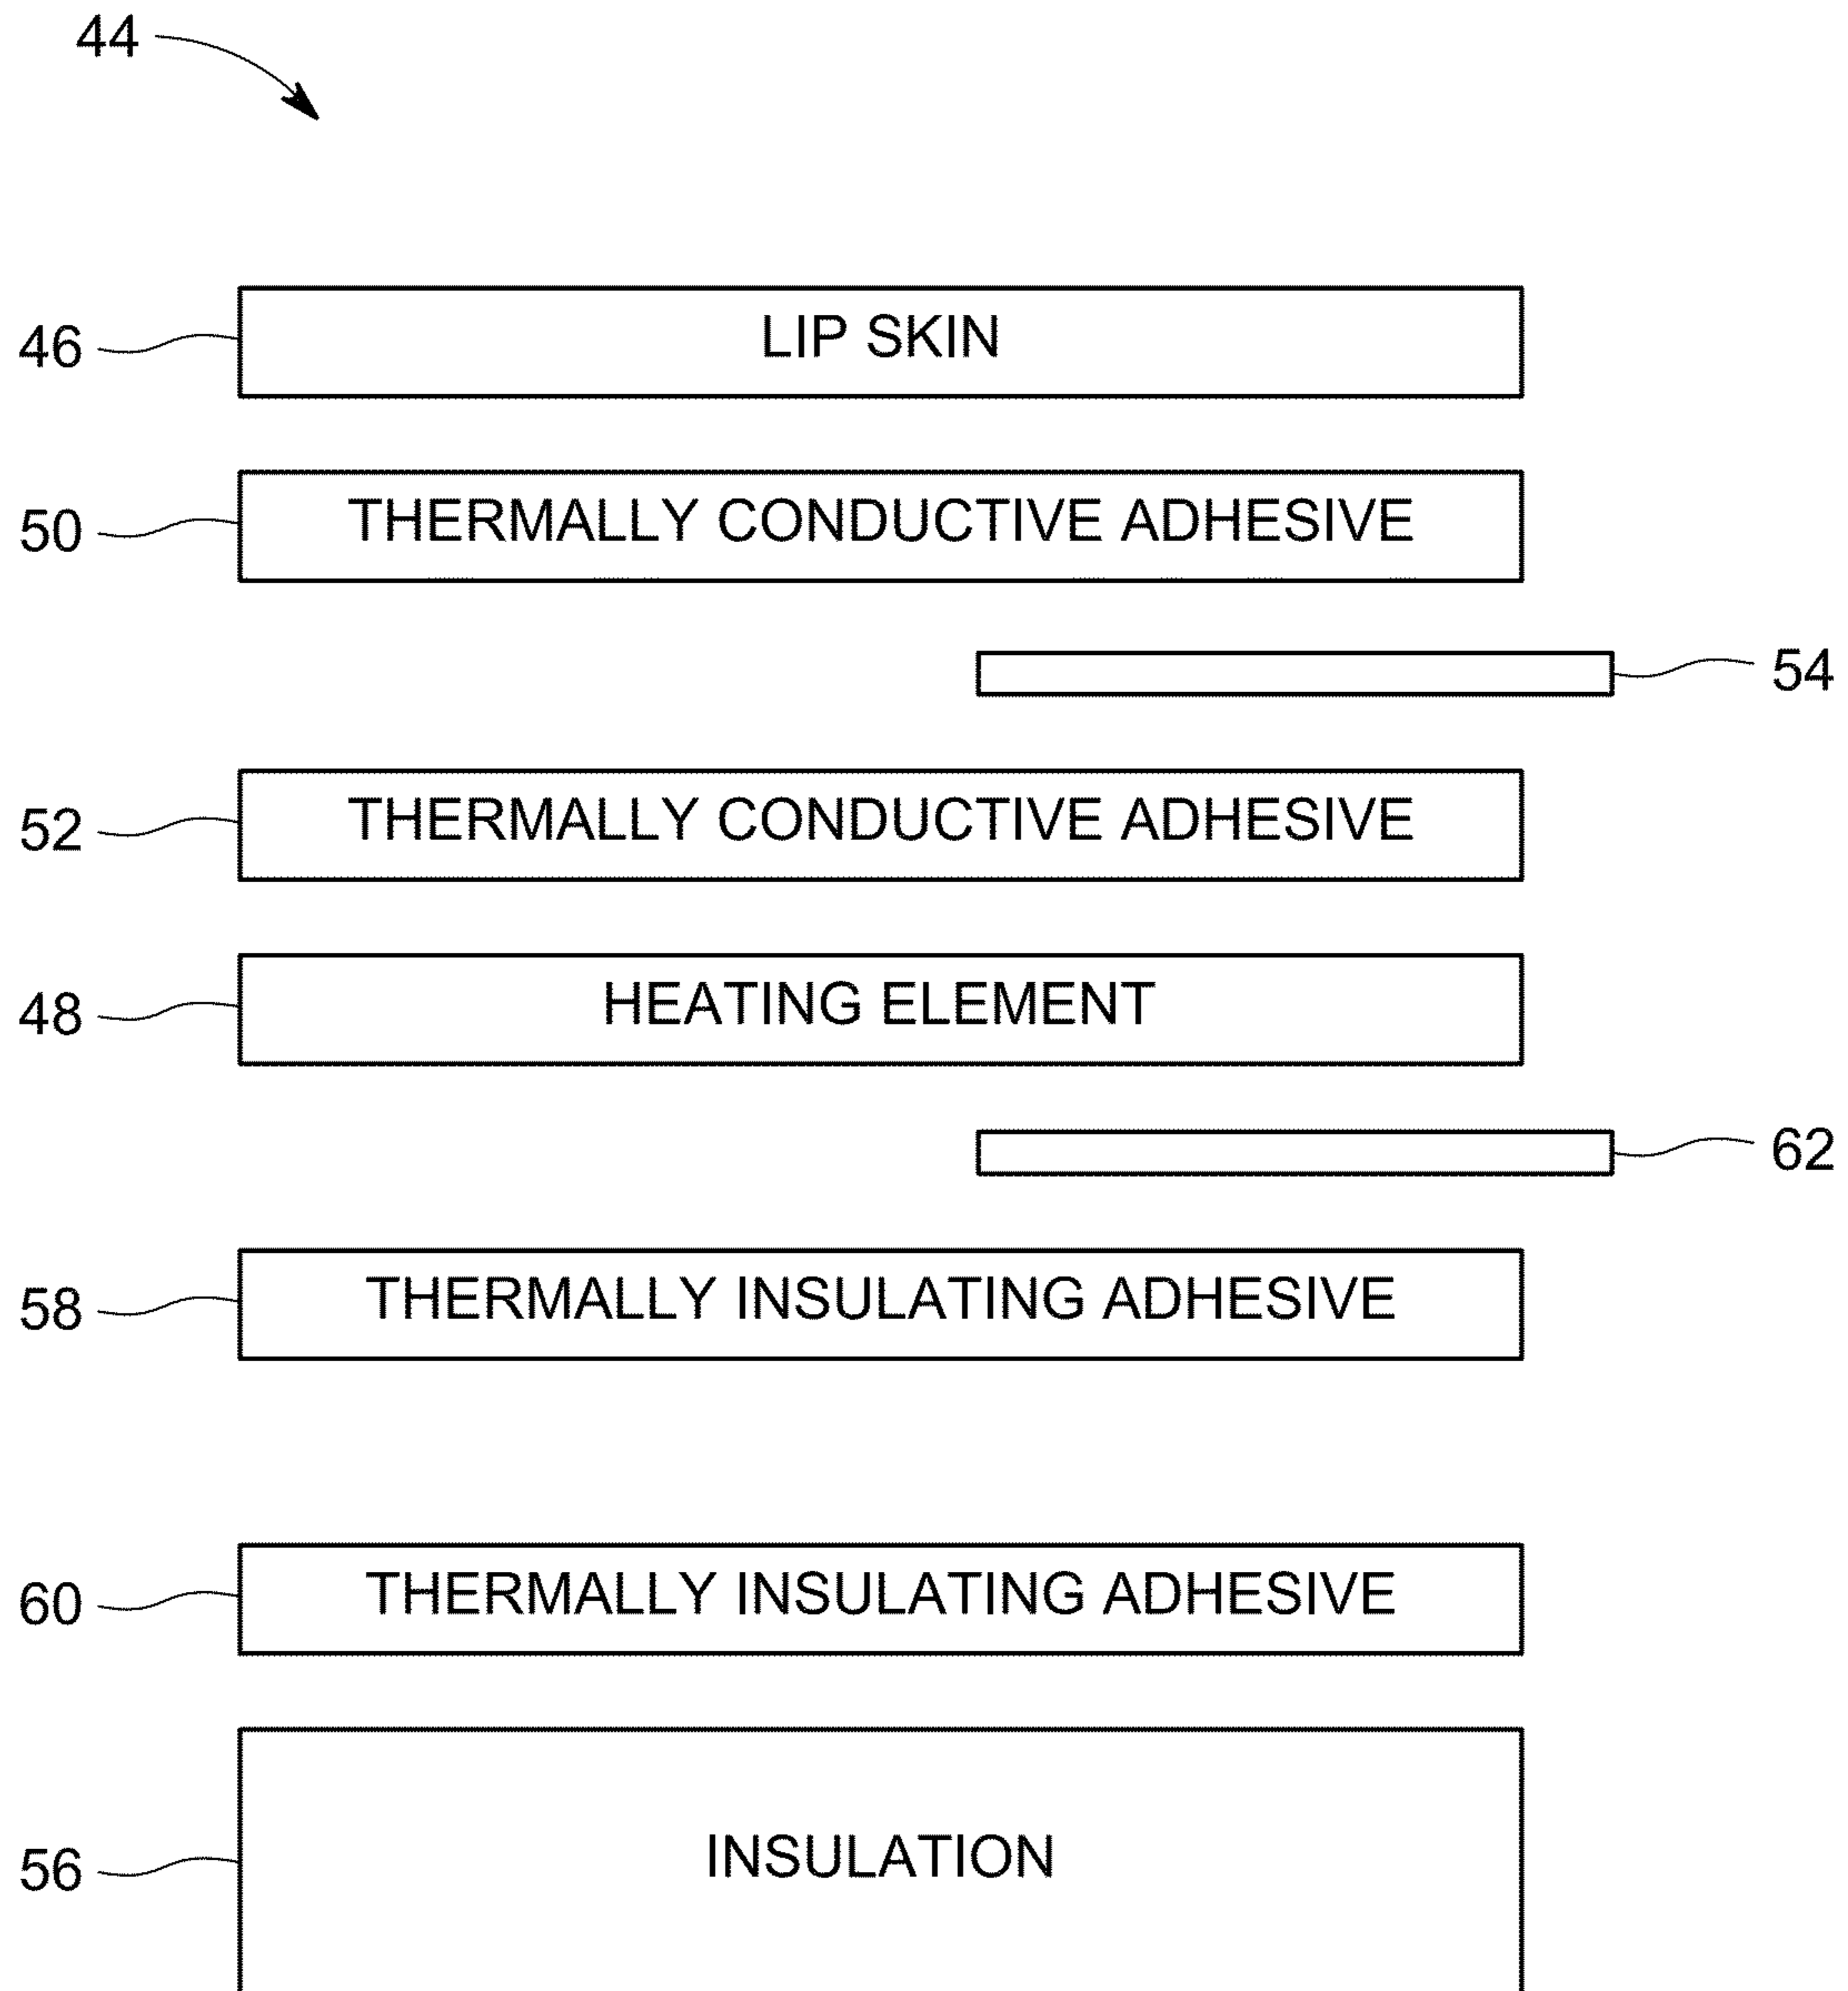 44
46 LIP SKIN
50 THERMALLY CONDUCTIVE ADHESIVE
54
52 THERMALLY CONDUCTIVE ADHESIVE
48 HEATING ELEMENT
62
58 THERMALLY INSULATING ADHESIVE
60 THERMALLY INSULATING ADHESIVE
56 INSULATION